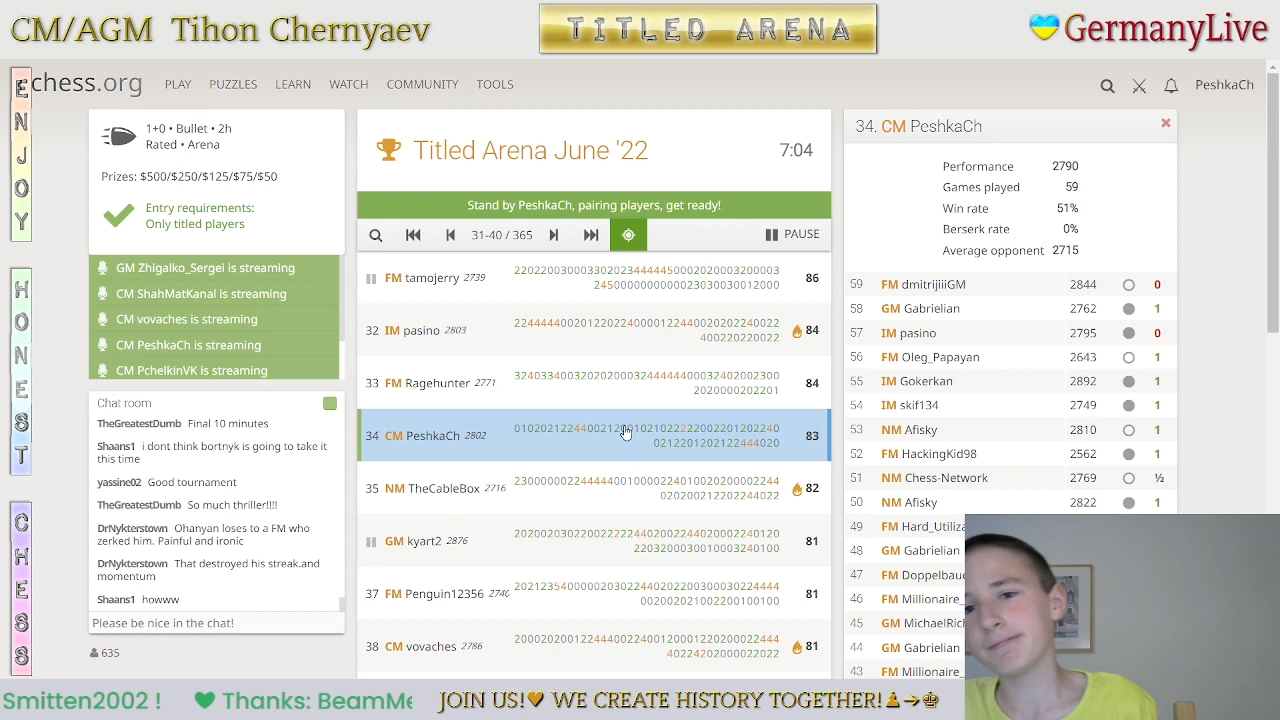 CM/AGM Tihon Chernyaev
TITLED ARENA
GermanyLive
ENJOY
HONEST
CHESS
chess.org
PLAY
PUZZLES
LEARN
WATCH
COMMUNITY
TOOLS
PeshkaCh
1+0 • Bullet • 2h
Rated • Arena
Prizes: $500/$250/$125/$75/$50
Entry requirements:
Only titled players
GM Zhigalko_Sergei is streaming
CM ShahMatKanal is streaming
CM vovaches is streaming
CM PeshkaCh is streaming
CM PchelkinVK is streaming
Chat room
TheGreatestDumb Final 10 minutes
Shaans1 i dont think bortnyk is going to take it
this time
yassine02 Good tournament
TheGreatestDumb So much thriller!!!!
DrNykterstown Ohanyan loses to a FM who
zerked him. Painful and ironic
DrNykterstown That destroyed his streak.and
momentum
Shaans1 howww
Please be nice in the chat!
635
Titled Arena June '22
7:04
Stand by PeshkaCh, pairing players, get ready!
31-40 / 365
PAUSE
FM tamojerry 2739
86
32 IM pasino 2803
84
33 FM Ragehunter 2771
84
34 CM PeshkaCh 2802
83
35 NM TheCableBox 2716
82
GM kyart2 2876
81
37 FM Penguin12356
81
38 CM vovaches 2786
81
34. CM PeshkaCh
Performance 2790
Games played 59
Win rate 51%
Berserk rate 0%
Average opponent 2715
59 FM dmitrijiiGM 2844 0
58 GM Gabrielian 2762 1
57 IM pasino 2795 0
56 FM Oleg_Papayan 2643 1
55 IM Gokerkan 2892 1
54 IM skif134 2749 1
53 NM Afisky 2810 1
52 FM HackingKid98 2562 1
51 NM Chess-Network 2769 ½
50 NM Afisky 2822 1
49 FM Hard_Utiliza
48 GM Gabrielian
47 FM Doppelbaue
46 FM Millionaire_
45 GM MichaelRich
44 GM Gabrielian
43 FM Millionaire_
Smitten2002 !
Thanks: BeamMe
JOIN US! WE CREATE HISTORY TOGETHER!